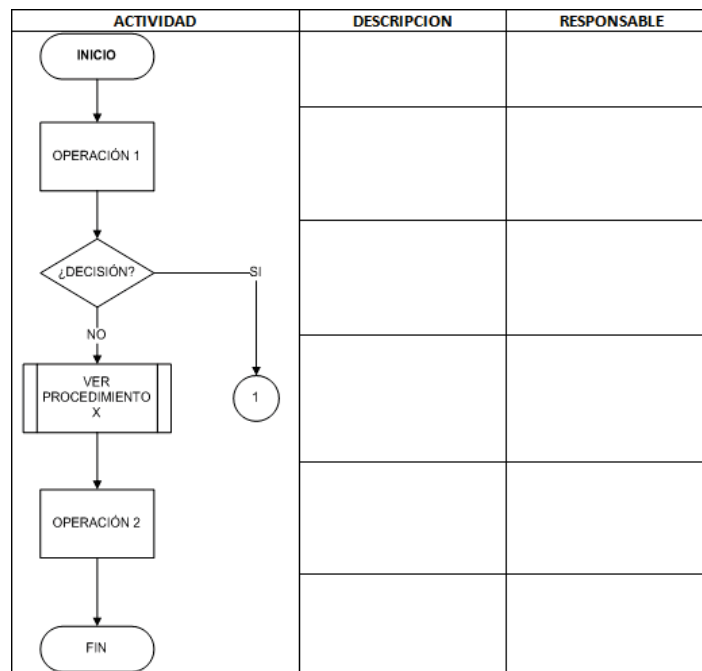 ACTIVIDAD DESCRIPCION RESPONSABLE
INICIO
OPERACIÓN 1
¿DECISIÓN?
SI
NO
VER
PROCEDIMIENTO
X
1
OPERACIÓN 2
FIN